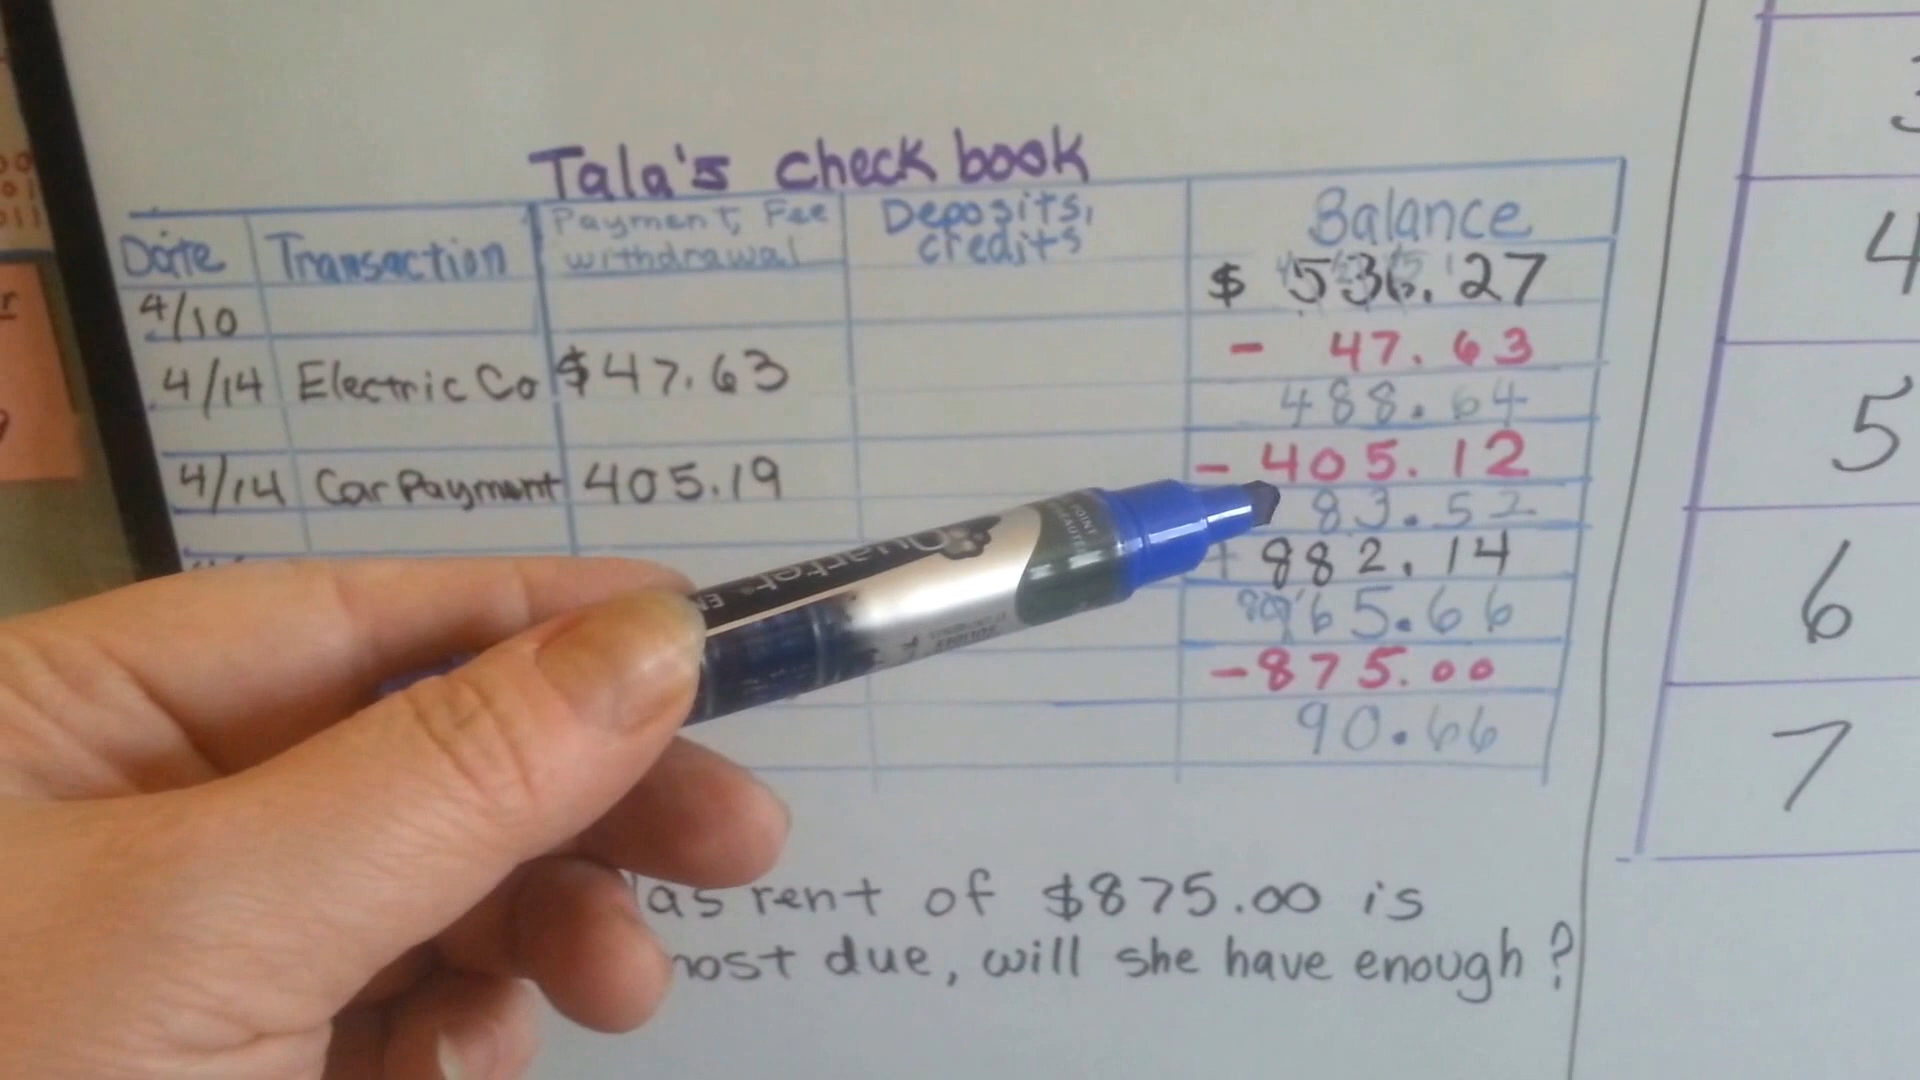 Tala's check book
Date Transaction Payment, Fee withdrawal Deposits, credits Balance
4/10 $ 536.27
- 47.63
4/14 Electric Co $47.63 488.64
- 405.12
4/14 Car Payment 405.19 83.52
+ 882.14
965.66
- 875.00
90.66
as rent of $875.00 is
most due, will she have enough?
Quartet
4
5
6
7